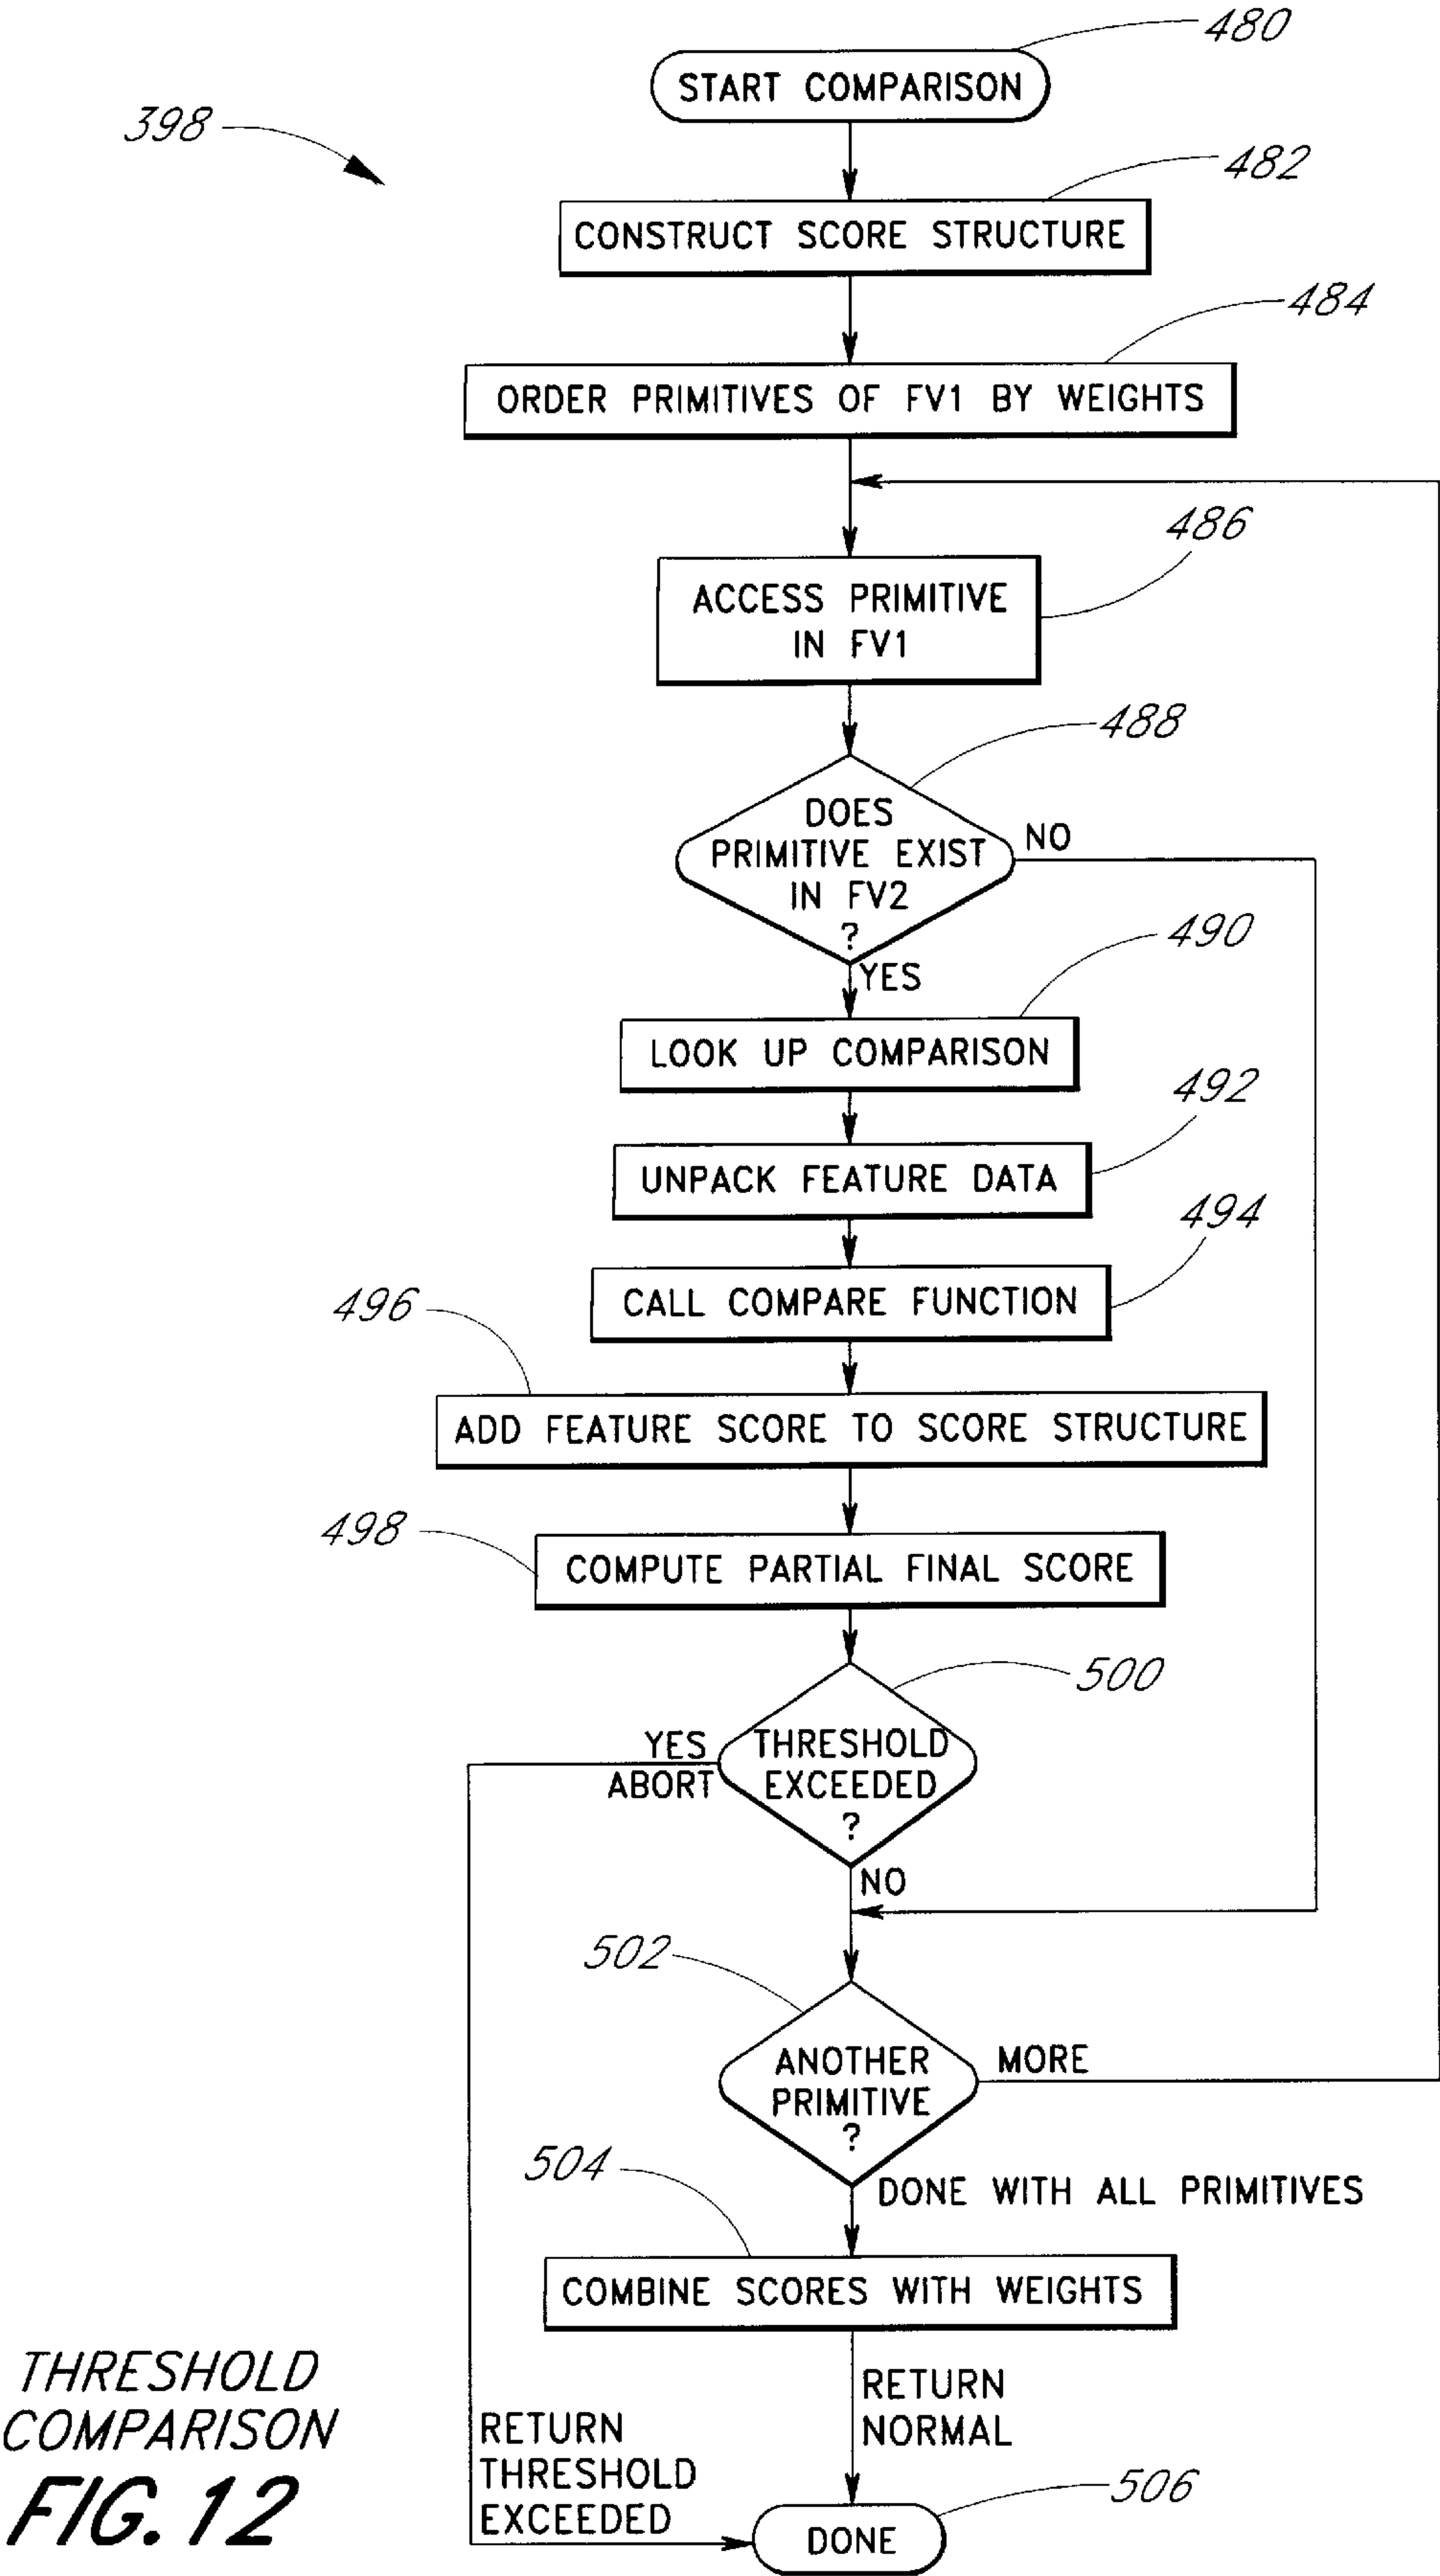 480
START COMPARISON
398
482
CONSTRUCT SCORE STRUCTURE
484
ORDER PRIMITIVES OF FV1 BY WEIGHTS
486
ACCESS PRIMITIVE
IN FV1
488
DOES
PRIMITIVE EXIST
IN FV2
?
NO
YES
490
LOOK UP COMPARISON
492
UNPACK FEATURE DATA
494
CALL COMPARE FUNCTION
496
ADD FEATURE SCORE TO SCORE STRUCTURE
498
COMPUTE PARTIAL FINAL SCORE
500
THRESHOLD
EXCEEDED
?
YES
ABORT
NO
502
ANOTHER
PRIMITIVE
?
MORE
DONE WITH ALL PRIMITIVES
504
COMBINE SCORES WITH WEIGHTS
RETURN
NORMAL
RETURN
THRESHOLD
EXCEEDED
506
DONE
THRESHOLD
COMPARISON
FIG. 12